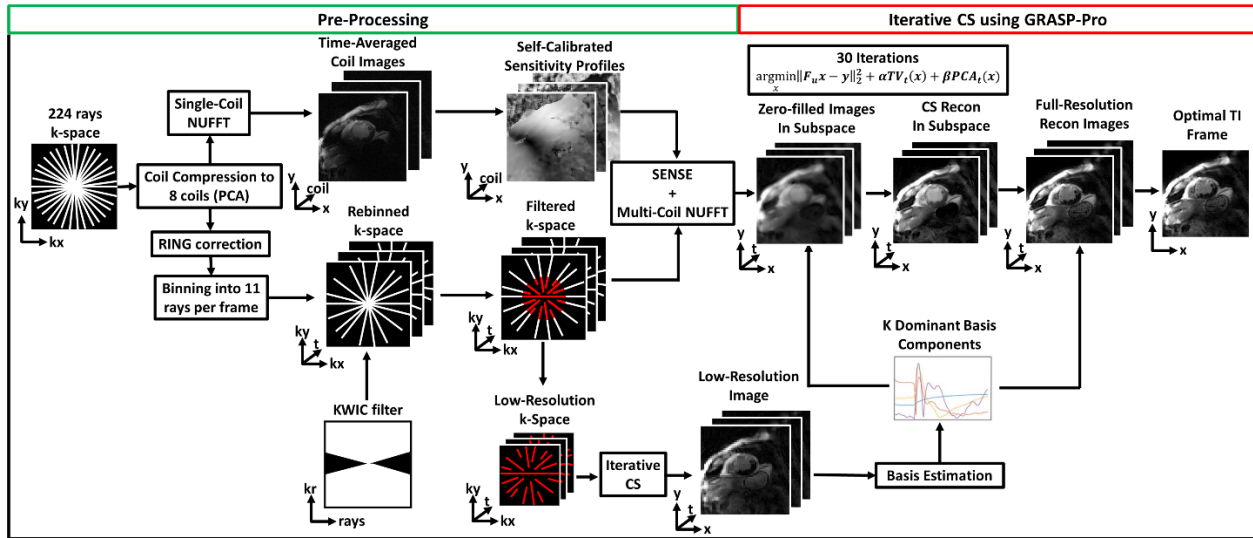 Pre-Processing
Iterative CS using GRASP-Pro
Time-Averaged
Coil Images
Self-Calibrated
Sensitivity Profiles
30 Iterations
argmin ‖F_u x − y‖₂² + αTV_t(x) + βPCA_t(x)
x
224 rays
k-space
Single-Coil
NUFFT
Zero-filled Images
In Subspace
CS Recon
In Subspace
Full-Resolution
Recon Images
Optimal TI
Frame
Coil Compression to
8 coils (PCA)
y
coil
x
y
coil
x
SENSE
+
Multi-Coil NUFFT
ky
kx
RING correction
Rebinned
k-space
Filtered
k-space
y
t
x
y
t
x
y
t
x
y
x
Binning into 11
rays per frame
ky
t
kx
ky
t
kx
K Dominant Basis
Components
KWIC filter
Low-Resolution
k-Space
Low-Resolution
Image
Iterative
CS
Basis Estimation
kr
rays
ky
t
kx
y
t
x